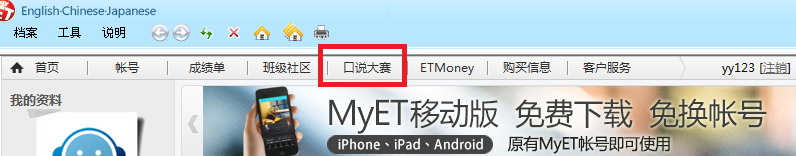 ET
English-Chinese-Japanese
档案 工具 说明
首页 帐号 成绩单 班级社区 口说大赛 ETMoney 购买信息 客户服务 yy123 [注销]
我的资料
MyET移动版 免费下载 免换帐号
iPhone、iPad、Android 原有MyET帐号即可使用